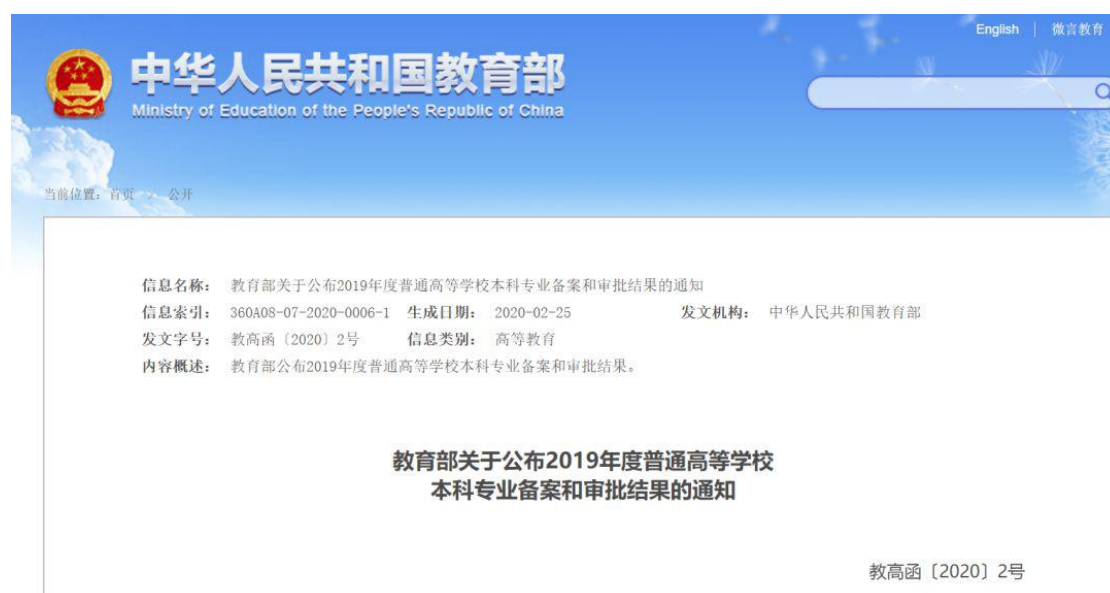 English | 微言教育
中华人民共和国教育部
Ministry of Education of the People's Republic of China
当前位置：首页 > 公开
信息名称： 教育部关于公布2019年度普通高等学校本科专业备案和审批结果的通知
信息索引： 360A08-07-2020-0006-1 生成日期： 2020-02-25 发文机构： 中华人民共和国教育部
发文字号： 教高函〔2020〕2号 信息类别： 高等教育
内容概述： 教育部公布2019年度普通高等学校本科专业备案和审批结果。
教育部关于公布2019年度普通高等学校
本科专业备案和审批结果的通知
教高函〔2020〕2号